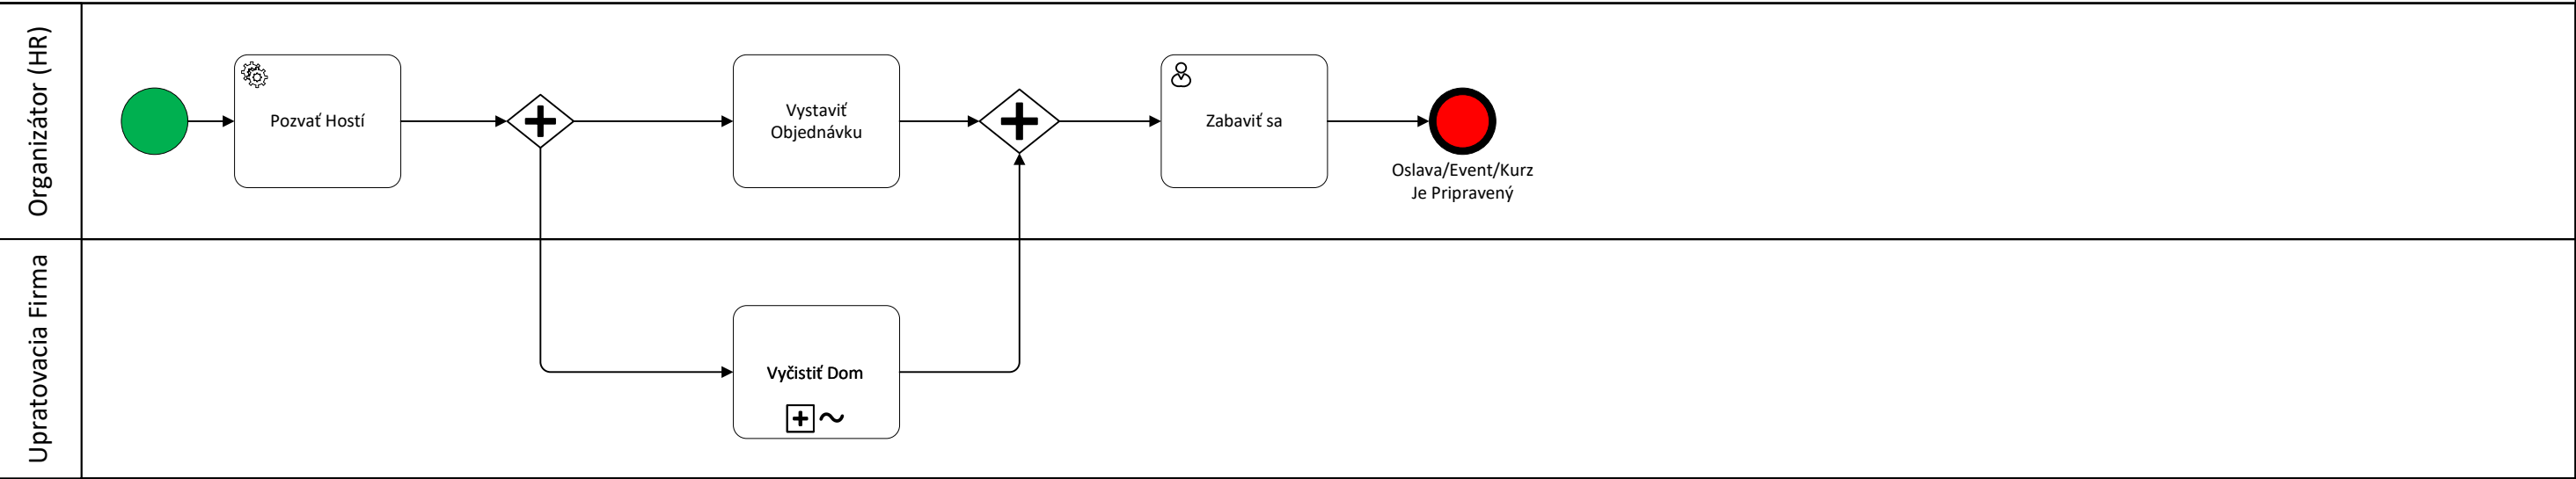 Organizátor (HR)
Pozvať Hostí
Vystaviť
Objednávku
Zabaviť sa
Oslava/Event/Kurz
Je Pripravený
Upratovacia Firma
Vyčistiť Dom